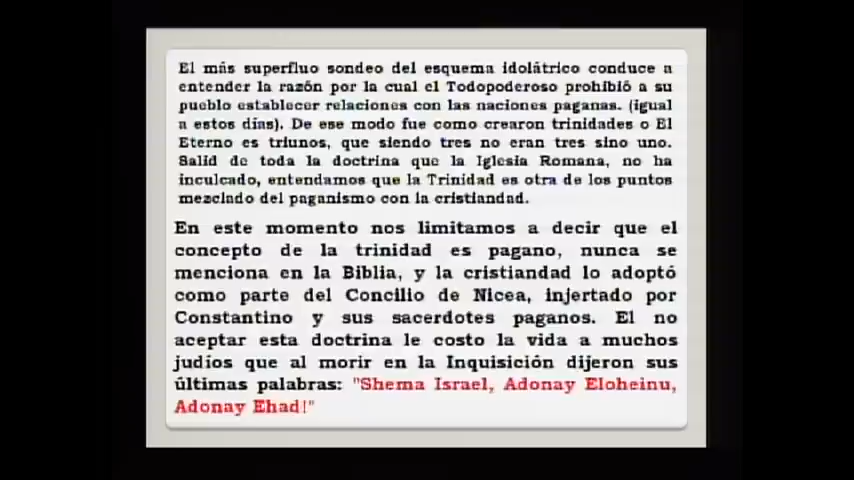 El más superfluo sondeo del esquema idolátrico conduce a
entender la razón por la cual el Todopoderoso prohibió a su
pueblo establecer relaciones con las naciones paganas. (igual
a estos días). De ese modo fue como crearon trinidades o El
Eterno es triunos, que siendo tres no eran tres sino uno.
Salid de toda la doctrina que la Iglesia Romana, no ha
inculcado, entendamos que la Trinidad es otra de los puntos
mezclado del paganismo con la cristiandad.
En este momento nos limitamos a decir que el
concepto de la trinidad es pagano, nunca se
menciona en la Biblia, y la cristiandad lo adoptó
como parte del Concilio de Nicea, injertado por
Constantino y sus sacerdotes paganos. El no
aceptar esta doctrina le costo la vida a muchos
judíos que al morir en la Inquisición dijeron sus
últimas palabras: "Shema Israel, Adonay Eloheinu,
Adonay Ehad!"